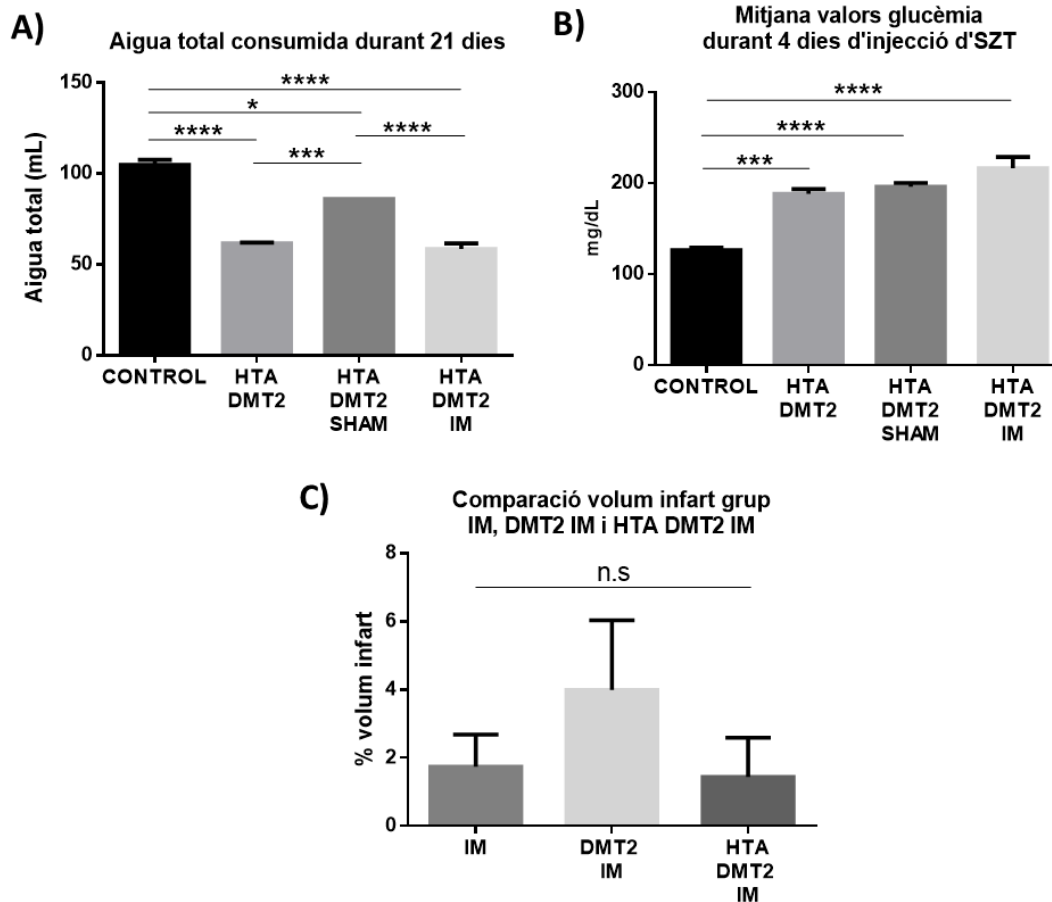 A)
Aigua total consumida durant 21 dies
Aigua total (mL)
150
100
50
0
****
*
****
****
***
CONTROL
HTA
DMT2
HTA
DMT2
SHAM
HTA
DMT2
IM
B)
Mitjana valors glucèmia
durant 4 dies d'injecció d'SZT
mg/dL
300
200
100
0
****
****
***
CONTROL
HTA
DMT2
HTA
DMT2
SHAM
HTA
DMT2
IM
C)
Comparació volum infart grup
IM, DMT2 IM i HTA DMT2 IM
% volum infart
8
6
4
2
0
n.s
IM
DMT2
IM
HTA
DMT2
IM